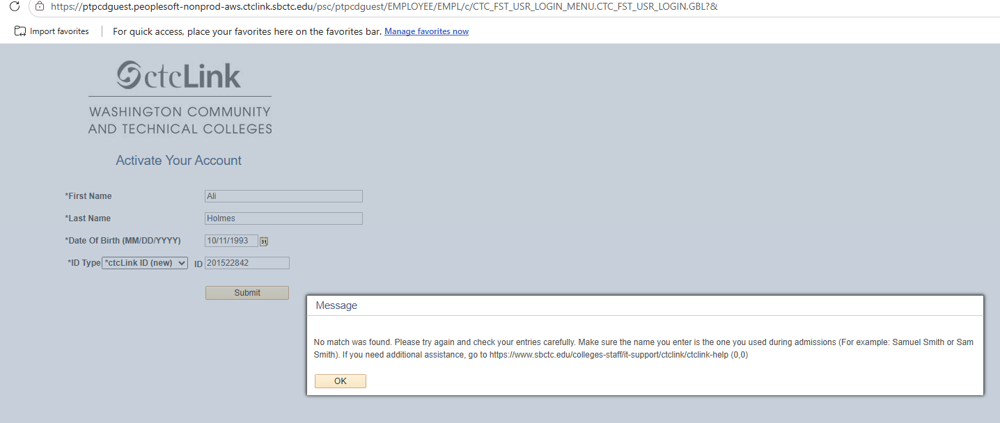 https://ptpcdguest.peoplesoft-nonprod-aws.ctclink.sbctc.edu/psc/ptpcdguest/EMPLOYEE/EMPL/c/CTC_FST_USR_LOGIN_MENU.CTC_FST_USR_LOGIN.GBL?&
Import favorites For quick access, place your favorites here on the favorites bar. Manage favorites now
ctcLink
WASHINGTON COMMUNITY
AND TECHNICAL COLLEGES
Activate Your Account
*First Name Ali
*Last Name Holmes
*Date Of Birth (MM/DD/YYYY) 10/11/1993 31
*ID Type *ctcLink ID (new) ID 201522842
Submit
Message
No match was found. Please try again and check your entries carefully. Make sure the name you enter is the one you used during admissions (For example: Samuel Smith or Sam
Smith). If you need additional assistance, go to https://www.sbctc.edu/colleges-staff/it-support/ctclink/ctclink-help (0,0)
OK